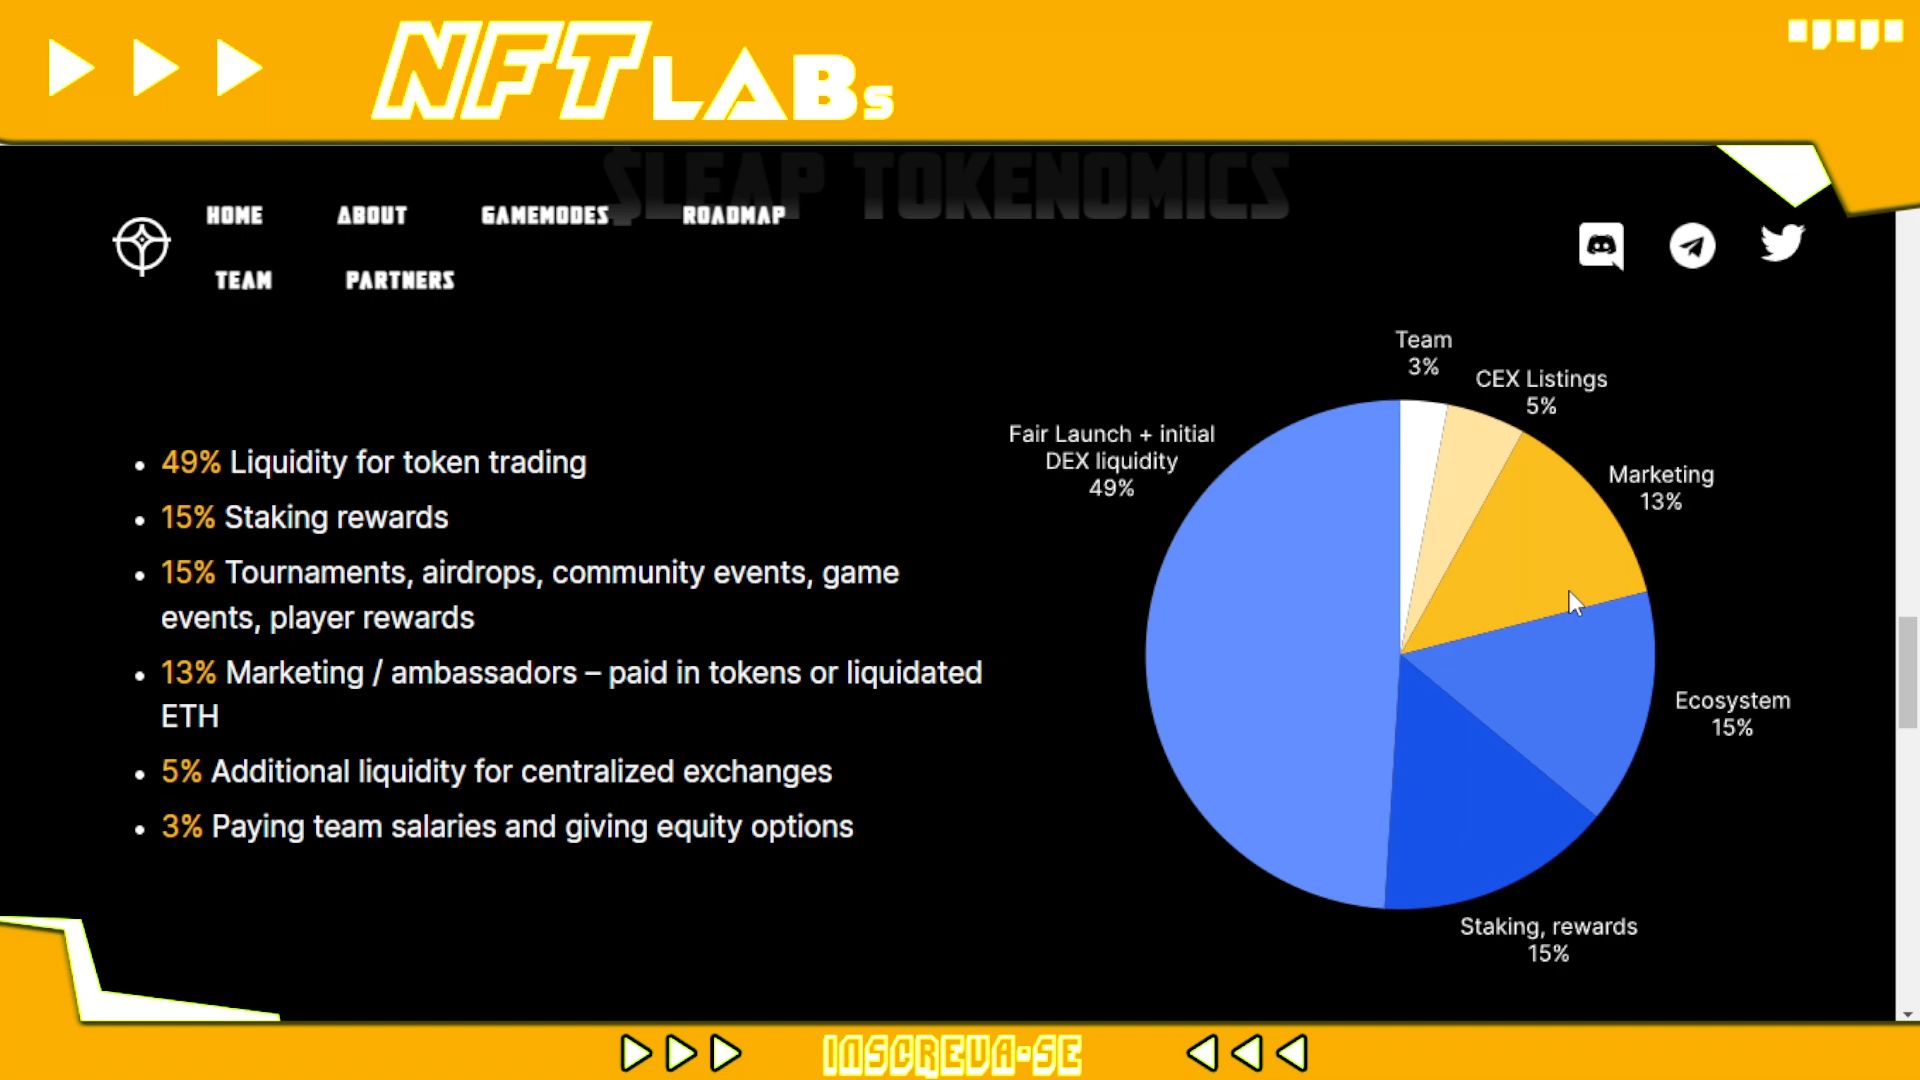 NFT LABs
$LEAP TOKENOMICS
HOME ABOUT GAMEMODES ROADMAP
TEAM PARTNERS
• 49% Liquidity for token trading
• 15% Staking rewards
• 15% Tournaments, airdrops, community events, game
events, player rewards
• 13% Marketing / ambassadors – paid in tokens or liquidated
ETH
• 5% Additional liquidity for centralized exchanges
• 3% Paying team salaries and giving equity options
Team
3%
CEX Listings
5%
Fair Launch + initial
DEX liquidity
49%
Marketing
13%
Ecosystem
15%
Staking, rewards
15%
INSCREVA-SE